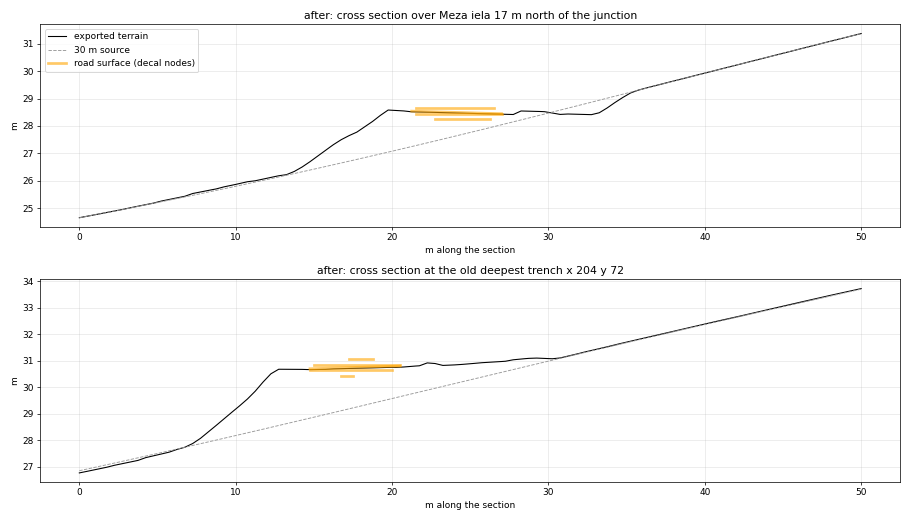 after: cross section over Meza iela 17 m north of the junction
exported terrain
30 m source
road surface (decal nodes)
31
30
29
28
27
26
25
m
0 10 20 30 40 50
m along the section
after: cross section at the old deepest trench x 204 y 72
34
33
32
31
30
29
28
27
m
0 10 20 30 40 50
m along the section